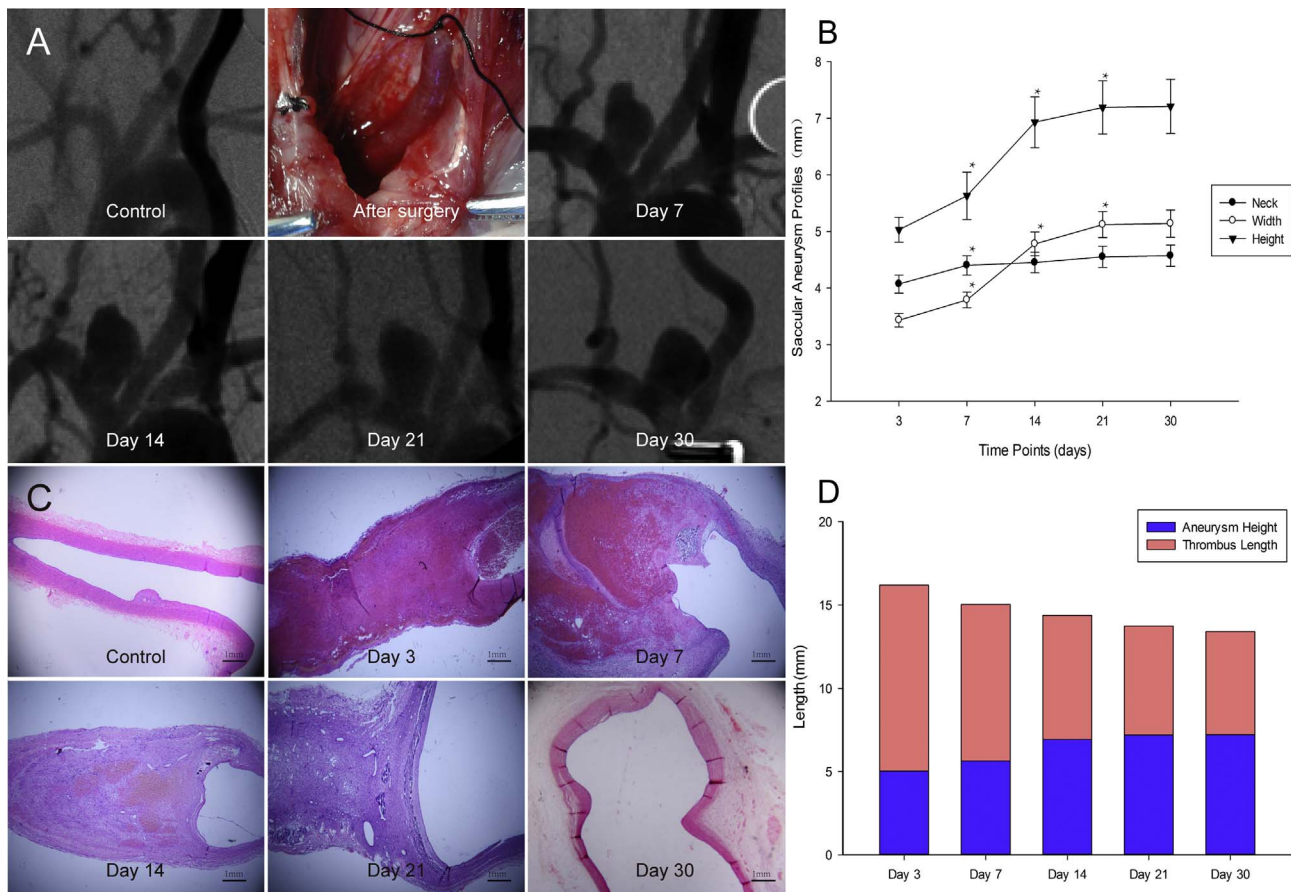 A
Control
After surgery
Day 7
Day 14
Day 21
Day 30
B
Saccular Aneurysm Profiles (mm)
8
7
6
5
4
3
2
3 7 14 21 30
Time Points (days)
Neck
Width
Height
*
*
*
*
*
*
C
Control
1mm
Day 3
1mm
Day 7
1mm
Day 14
1mm
Day 21
1mm
Day 30
1mm
D
Length (mm)
20
15
10
5
0
Day 3 Day 7 Day 14 Day 21 Day 30
Aneurysm Height
Thrombus Length